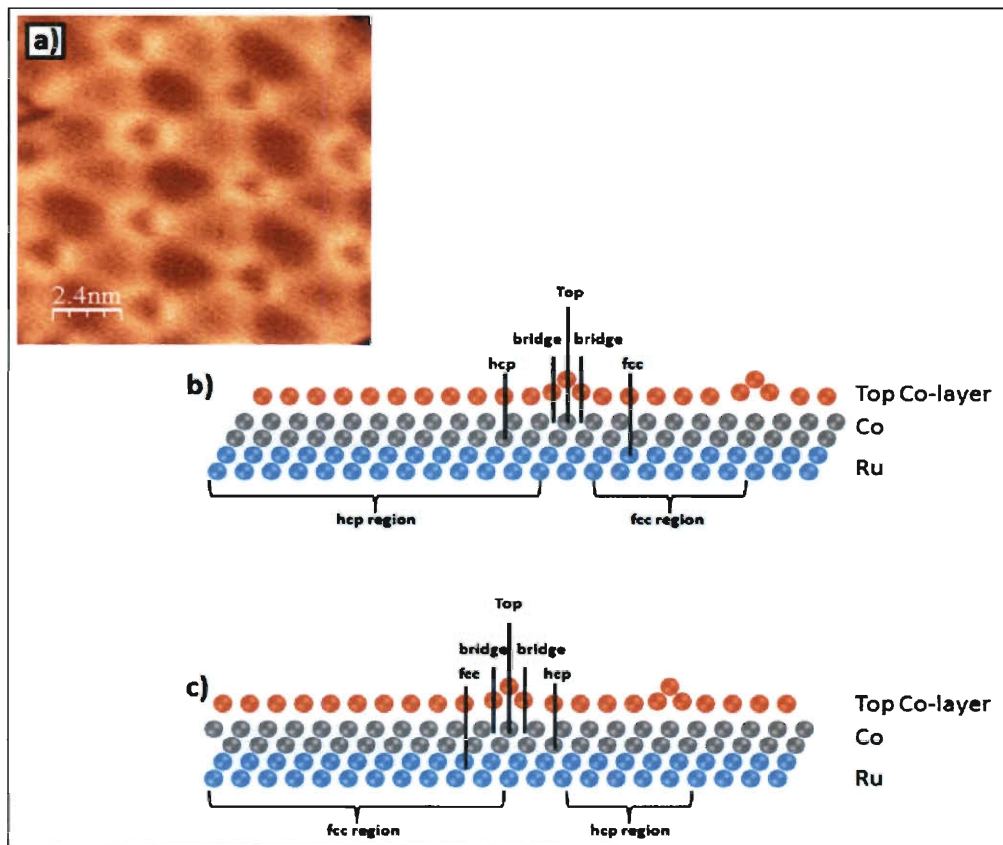 a)
2.4nm
Top
bridge bridge
hcp fcc
b)
Top Co-layer
Co
Ru
hcp region
fcc region
Top
bridge bridge
fcc hcp
c)
Top Co-layer
Co
Ru
fcc region
hcp region